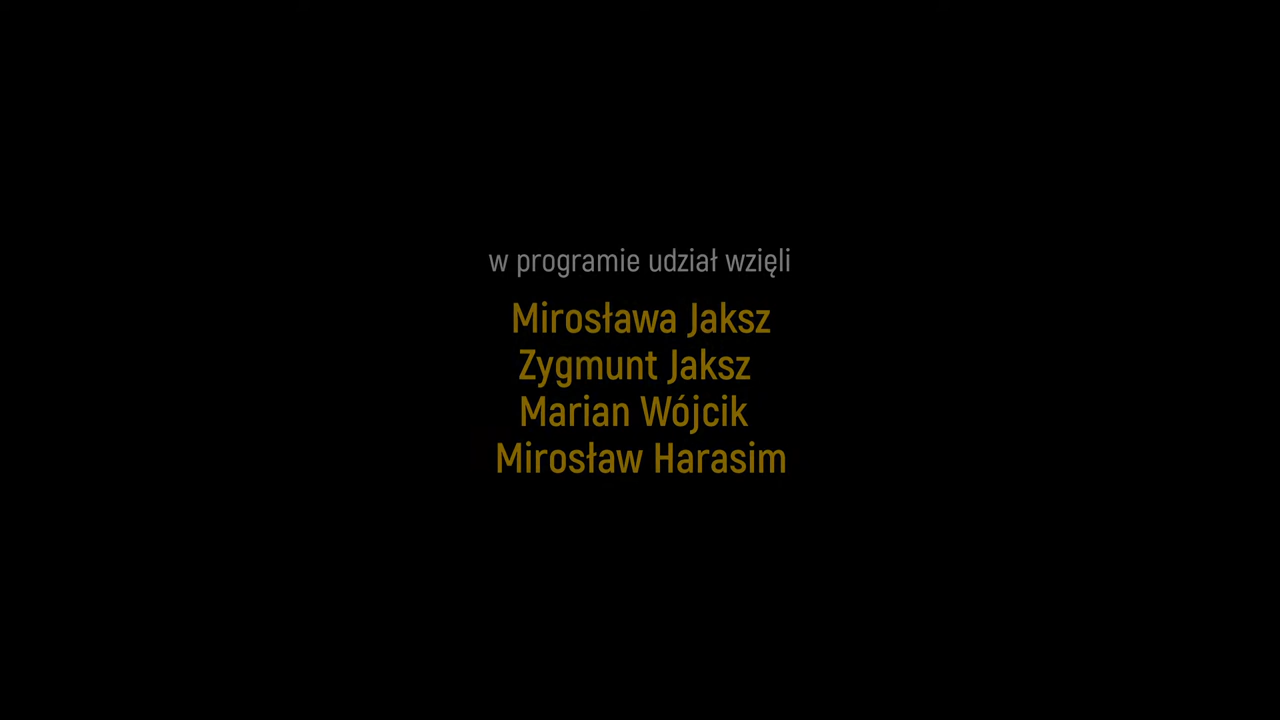 w programie udział wzięli
Mirosława Jaksz
Zygmunt Jaksz
Marian Wójcik
Mirosław Harasim